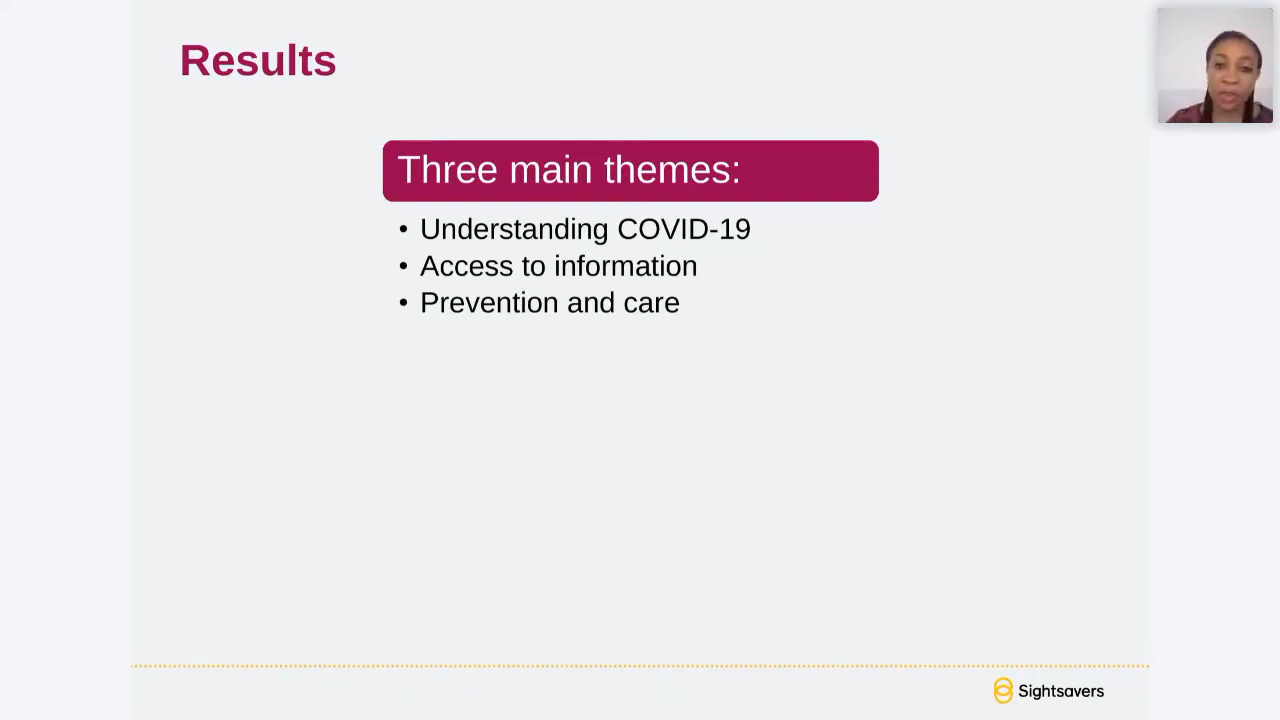 Results
Three main themes:
• Understanding COVID-19
• Access to information
• Prevention and care
Sightsavers